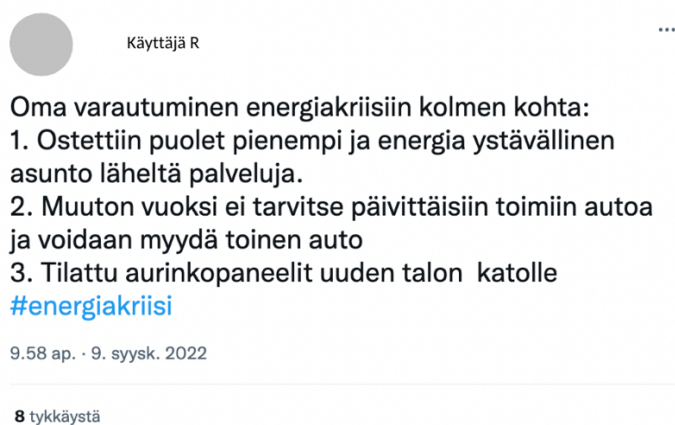 Käyttäjä R
Oma varautuminen energiakriisiin kolmen kohta:
1. Ostettiin puolet pienempi ja energia ystävällinen
asunto läheltä palveluja.
2. Muuton vuoksi ei tarvitse päivittäisiin toimiin autoa
ja voidaan myydä toinen auto
3. Tilattu aurinkopaneelit uuden talon  katolle
#energiakriisi
9.58 ap. · 9. syysk. 2022
8 tykkäystä